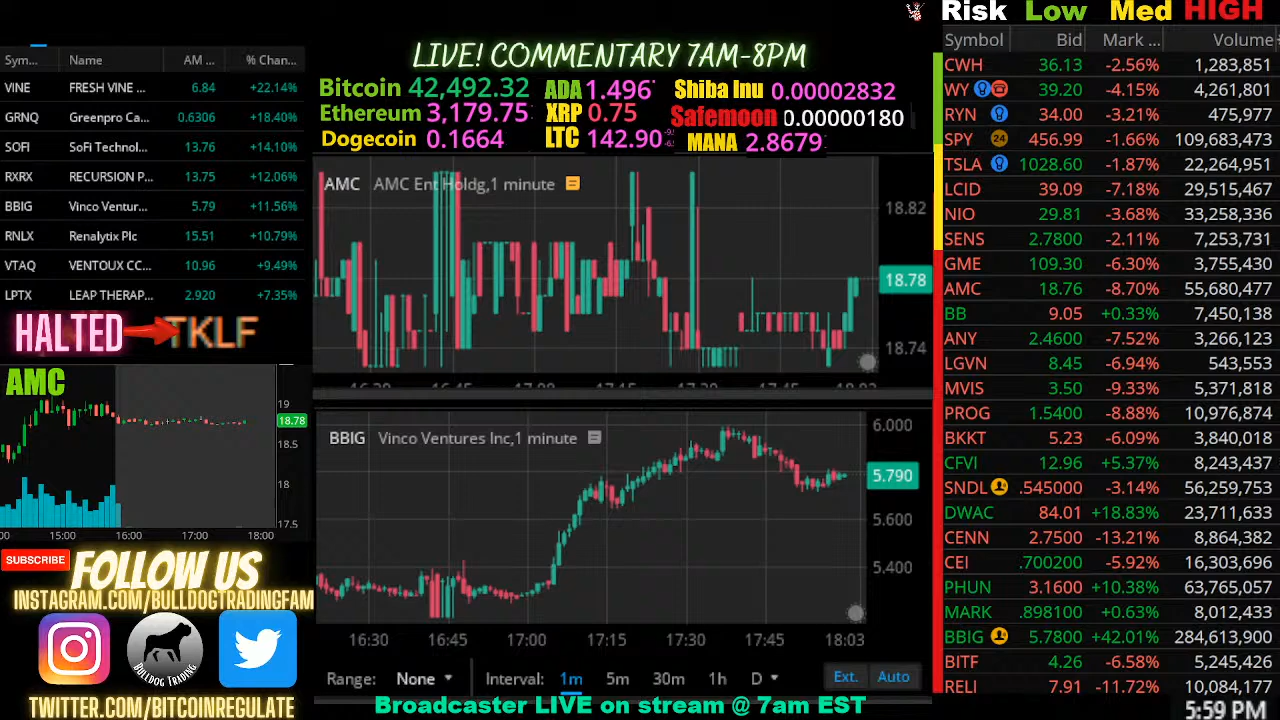 Sym... Name AM ... % Chan...
VINE FRESH VINE ... 6.84 +22.14%
GRNQ Greenpro Ca... 0.6306 +18.40%
SOFI SoFi Technol... 13.76 +14.10%
RXRX RECURSION P... 13.75 +12.06%
BBIG Vinco Ventur... 5.79 +11.56%
RNLX Renalytix Plc 15.51 +10.79%
VTAQ VENTOUX CC... 10.96 +9.49%
LPTX LEAP THERAP... 2.920 +7.35%
HALTED TKLF
AMC
19
18.78
18.5
18
17.5
15:00 16:00 17:00 18:00
SUBSCRIBE FOLLOW US
INSTAGRAM.COM/BULLDOGTRADINGFAM
BULLDOG TRADING
TWITTER.COM/BITCOINREGULATE
LIVE! COMMENTARY 7AM-8PM
Bitcoin 42,492.32 ADA 1.496 Shiba Inu 0.00002832
Ethereum 3,179.75 XRP 0.75 Safemoon 0.00000180
Dogecoin 0.1664 LTC 142.90 MANA 2.8679
AMC AMC Ent Holdg,1 minute
18.82
18.78
18.74
BBIG Vinco Ventures Inc,1 minute
6.000
5.790
5.600
5.400
16:30 16:45 17:00 17:15 17:30 17:45 18:03
Range: None Interval: 1m 5m 30m 1h D Ext. Auto
Broadcaster LIVE on stream @ 7am EST
Risk Low Med HIGH
Symbol Bid Mark ... Volume
CWH 36.13 -2.56% 1,283,851
WY 39.20 -4.15% 4,261,801
RYN 34.00 -3.21% 475,977
SPY 24 456.99 -1.66% 109,683,473
TSLA 1028.60 -1.87% 22,264,951
LCID 39.09 -7.18% 29,515,467
NIO 29.81 -3.68% 33,258,336
SENS 2.7800 -2.11% 7,253,731
GME 109.30 -6.30% 3,755,430
AMC 18.76 -8.70% 55,680,477
BB 9.05 +0.33% 7,450,138
ANY 2.4600 -7.52% 3,266,123
LGVN 8.45 -6.94% 543,553
MVIS 3.50 -9.33% 5,371,818
PROG 1.5400 -8.88% 10,976,874
BKKT 5.23 -6.09% 3,840,018
CFVI 12.96 +5.37% 8,243,437
SNDL .545000 -3.14% 56,259,753
DWAC 84.01 +18.83% 23,711,633
CENN 2.7500 -13.21% 8,864,382
CEI .700200 -5.92% 16,303,696
PHUN 3.1600 +10.38% 63,765,057
MARK .898100 +0.63% 8,012,433
BBIG 5.7800 +42.01% 284,613,900
BITF 4.26 -6.58% 5,245,426
RELI 7.91 -11.72% 10,084,177
5:59 PM